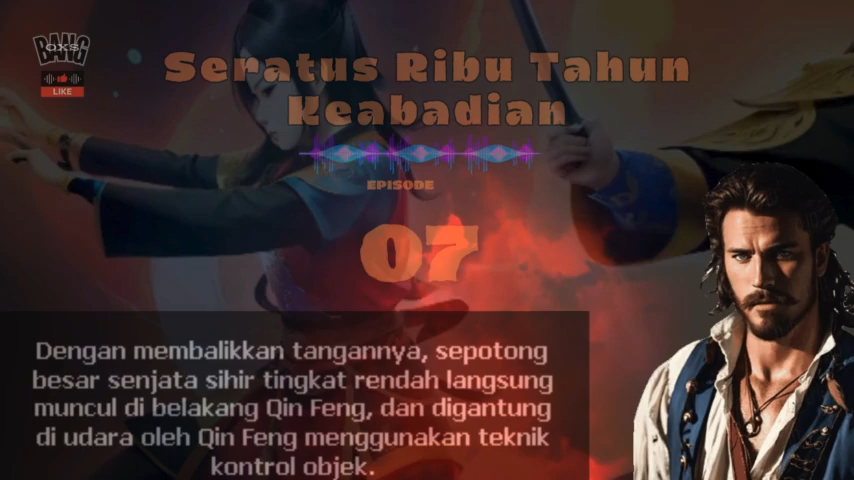 BANG
OXS
LIKE
Seratus Ribu Tahun
Keabadian
EPISODE
07
Dengan membalikkan tangannya, sepotong
besar senjata sihir tingkat rendah langsung
muncul di belakang Qin Feng, dan digantung
di udara oleh Qin Feng menggunakan teknik
kontrol objek.